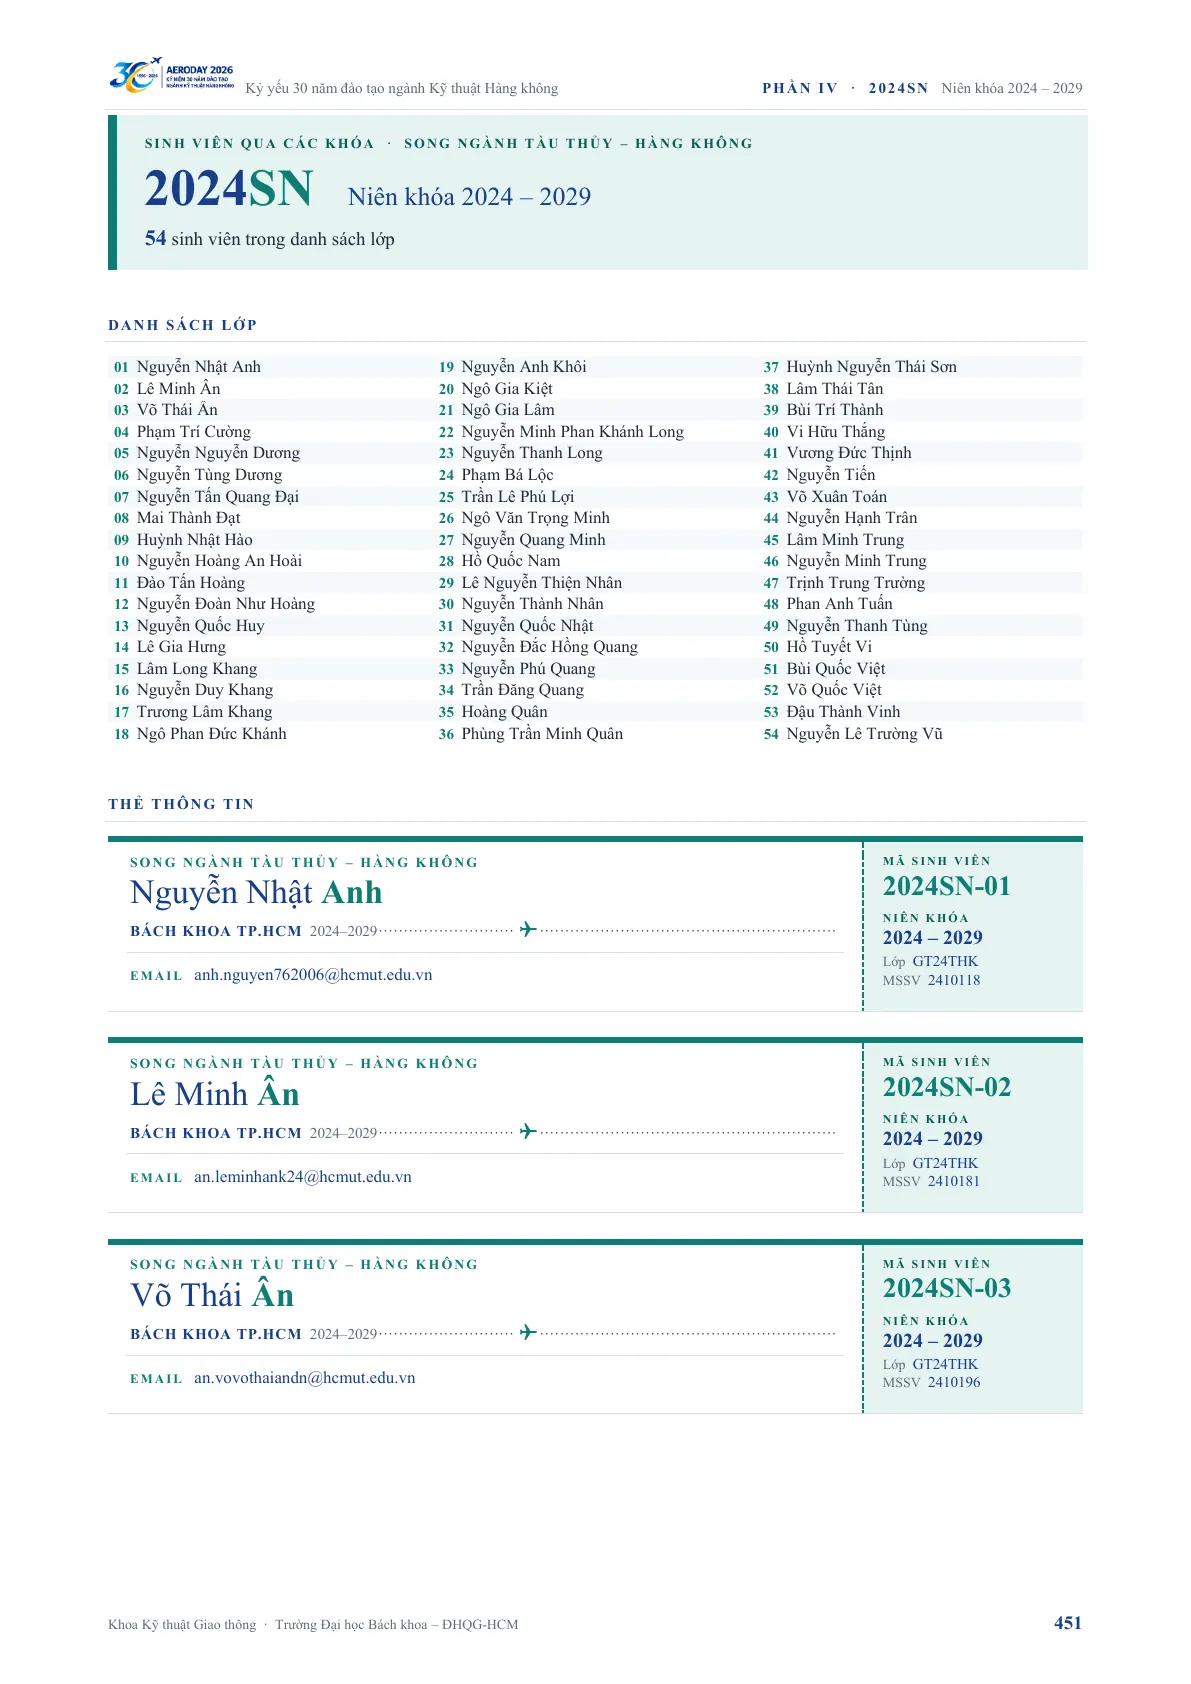 AERODAY 2026
KỶ NIỆM 30 NĂM ĐÀO TẠO
NGÀNH KỸ THUẬT HÀNG KHÔNG
Kỷ yếu 30 năm đào tạo ngành Kỹ thuật Hàng không
PHẦN IV · 2024SN Niên khóa 2024 – 2029
SINH VIÊN QUA CÁC KHÓA · SONG NGÀNH TÀU THỦY – HÀNG KHÔNG
2024SN Niên khóa 2024 – 2029
54 sinh viên trong danh sách lớp
DANH SÁCH LỚP
01 Nguyễn Nhật Anh
02 Lê Minh Ân
03 Võ Thái Ân
04 Phạm Trí Cường
05 Nguyễn Nguyễn Dương
06 Nguyễn Tùng Dương
07 Nguyễn Tấn Quang Đại
08 Mai Thành Đạt
09 Huỳnh Nhật Hào
10 Nguyễn Hoàng An Hoài
11 Đào Tấn Hoàng
12 Nguyễn Đoàn Như Hoàng
13 Nguyễn Quốc Huy
14 Lê Gia Hưng
15 Lâm Long Khang
16 Nguyễn Duy Khang
17 Trương Lâm Khang
18 Ngô Phan Đức Khánh
19 Nguyễn Anh Khôi
20 Ngô Gia Kiệt
21 Ngô Gia Lâm
22 Nguyễn Minh Phan Khánh Long
23 Nguyễn Thanh Long
24 Phạm Bá Lộc
25 Trần Lê Phú Lợi
26 Ngô Văn Trọng Minh
27 Nguyễn Quang Minh
28 Hồ Quốc Nam
29 Lê Nguyễn Thiện Nhân
30 Nguyễn Thành Nhân
31 Nguyễn Quốc Nhật
32 Nguyễn Đắc Hồng Quang
33 Nguyễn Phú Quang
34 Trần Đăng Quang
35 Hoàng Quân
36 Phùng Trần Minh Quân
37 Huỳnh Nguyễn Thái Sơn
38 Lâm Thái Tân
39 Bùi Trí Thành
40 Vi Hữu Thắng
41 Vương Đức Thịnh
42 Nguyễn Tiến
43 Võ Xuân Toán
44 Nguyễn Hạnh Trân
45 Lâm Minh Trung
46 Nguyễn Minh Trung
47 Trịnh Trung Trường
48 Phan Anh Tuấn
49 Nguyễn Thanh Tùng
50 Hồ Tuyết Vi
51 Bùi Quốc Việt
52 Võ Quốc Việt
53 Đậu Thành Vinh
54 Nguyễn Lê Trường Vũ
THẺ THÔNG TIN
SONG NGÀNH TÀU THỦY – HÀNG KHÔNG
Nguyễn Nhật Anh
BÁCH KHOA TP.HCM 2024–2029
EMAIL anh.nguyen762006@hcmut.edu.vn
MÃ SINH VIÊN
2024SN-01
NIÊN KHÓA
2024 – 2029
Lớp GT24THK
MSSV 2410118
SONG NGÀNH TÀU THỦY – HÀNG KHÔNG
Lê Minh Ân
BÁCH KHOA TP.HCM 2024–2029
EMAIL an.leminhank24@hcmut.edu.vn
MÃ SINH VIÊN
2024SN-02
NIÊN KHÓA
2024 – 2029
Lớp GT24THK
MSSV 2410181
SONG NGÀNH TÀU THỦY – HÀNG KHÔNG
Võ Thái Ân
BÁCH KHOA TP.HCM 2024–2029
EMAIL an.vovothaiandn@hcmut.edu.vn
MÃ SINH VIÊN
2024SN-03
NIÊN KHÓA
2024 – 2029
Lớp GT24THK
MSSV 2410196
Khoa Kỹ thuật Giao thông · Trường Đại học Bách khoa – ĐHQG-HCM
451